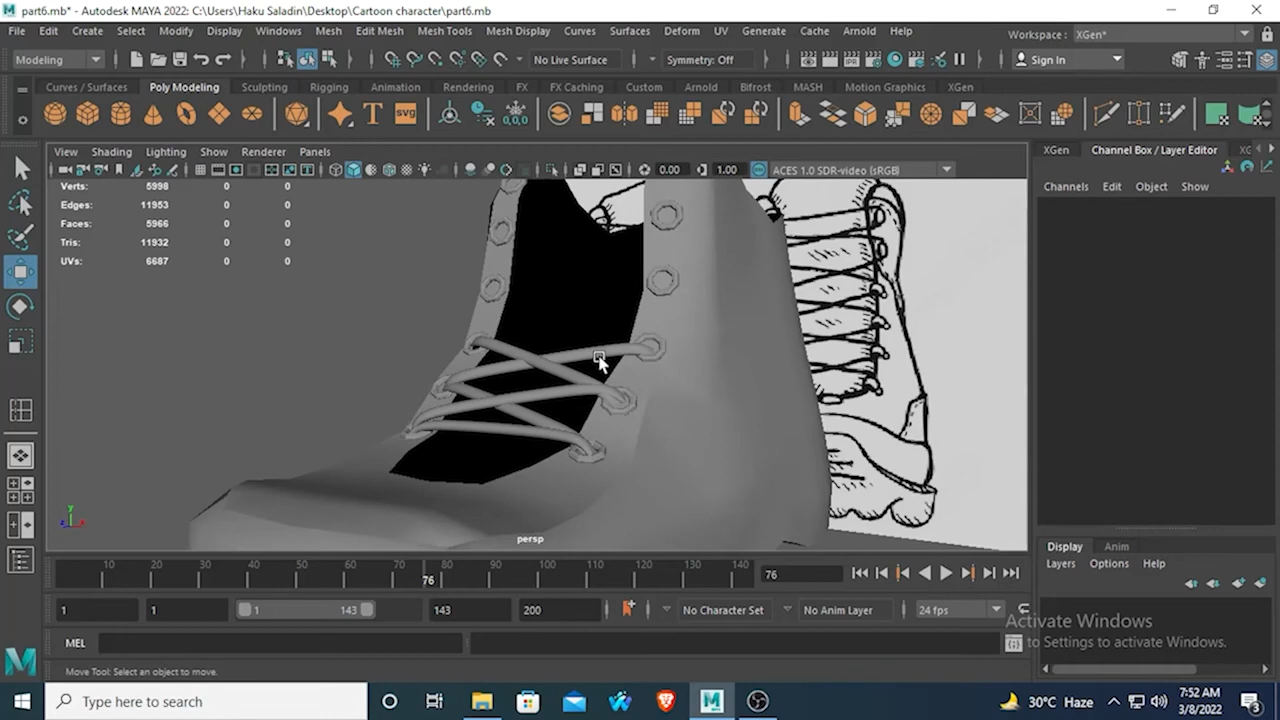 part6.mb* - Autodesk MAYA 2022: C:\Users\Haku Saladin\Desktop\Cartoon character\part6.mb
File Edit Create Select Modify Display Windows Mesh Edit Mesh Mesh Tools Mesh Display Curves Surfaces Deform UV Generate Cache Arnold Help
Workspace : XGen*
Modeling No Live Surface Symmetry: Off Sign In
Curves / Surfaces Poly Modeling Sculpting Rigging Animation Rendering FX FX Caching Custom Arnold Bifrost MASH Motion Graphics XGen
T svg 0,0,0
View Shading Lighting Show Renderer Panels
XGen Channel Box / Layer Editor XG
0.00 1.00 ACES 1.0 SDR-video (sRGB)
Channels Edit Object Show
Verts: 5998 0 0
Edges: 11953 0 0
Faces: 5966 0 0
Tris: 11932 0 0
UVs: 6687 0 0
y
z x
persp
Display Anim
Layers Options Help
10 20 30 40 50 60 70 80 90 100 110 120 130 140
76
76
1 1 1 143 143 200 No Character Set No Anim Layer 24 fps
Activate Windows
to Settings to activate Windows.
MEL
Move Tool: Select an object to move.
Type here to search
30°C Haze
7:52 AM
3/8/2022
3